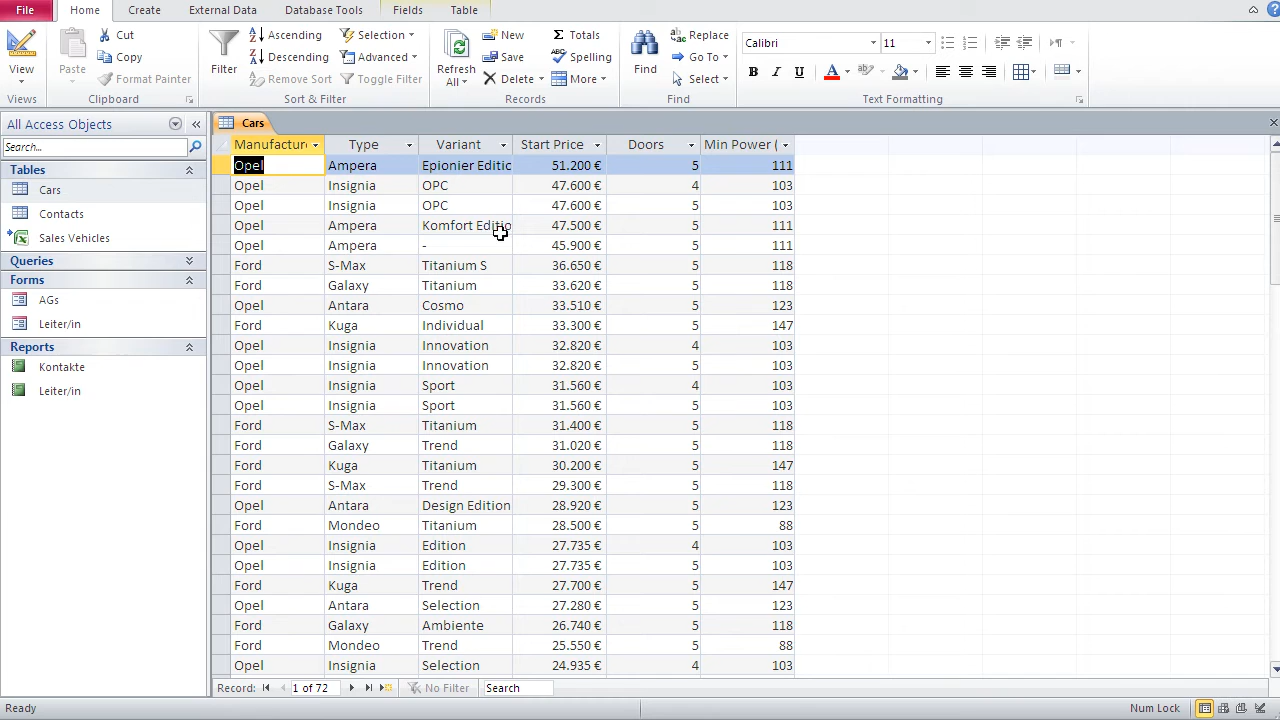 File Home Create External Data Database Tools Fields Table
View Paste Cut Copy Format Painter Filter Ascending Descending Remove Sort Selection Advanced Toggle Filter Refresh All New Save Delete Totals Spelling More Find Replace Go To Select Calibri 11 B I U A
Views Clipboard Sort & Filter Records Find Text Formatting
All Access Objects
Search...
Tables
Cars
Contacts
Sales Vehicles
Queries
Forms
AGs
Leiter/in
Reports
Kontakte
Leiter/in
Cars
Manufacture Type Variant Start Price Doors Min Power (
Opel Ampera Epionier Editic 51.200 € 5 111
Opel Insignia OPC 47.600 € 4 103
Opel Insignia OPC 47.600 € 5 103
Opel Ampera Komfort Editio 47.500 € 5 111
Opel Ampera - 45.900 € 5 111
Ford S-Max Titanium S 36.650 € 5 118
Ford Galaxy Titanium 33.620 € 5 118
Opel Antara Cosmo 33.510 € 5 123
Ford Kuga Individual 33.300 € 5 147
Opel Insignia Innovation 32.820 € 4 103
Opel Insignia Innovation 32.820 € 5 103
Opel Insignia Sport 31.560 € 4 103
Opel Insignia Sport 31.560 € 5 103
Ford S-Max Titanium 31.400 € 5 118
Ford Galaxy Trend 31.020 € 5 118
Ford Kuga Titanium 30.200 € 5 147
Ford S-Max Trend 29.300 € 5 118
Opel Antara Design Edition 28.920 € 5 123
Ford Mondeo Titanium 28.500 € 5 88
Opel Insignia Edition 27.735 € 4 103
Opel Insignia Edition 27.735 € 5 103
Ford Kuga Trend 27.700 € 5 147
Opel Antara Selection 27.280 € 5 123
Ford Galaxy Ambiente 26.740 € 5 118
Ford Mondeo Trend 25.550 € 5 88
Opel Insignia Selection 24.935 € 4 103
Record: 1 of 72 No Filter Search
Ready Num Lock